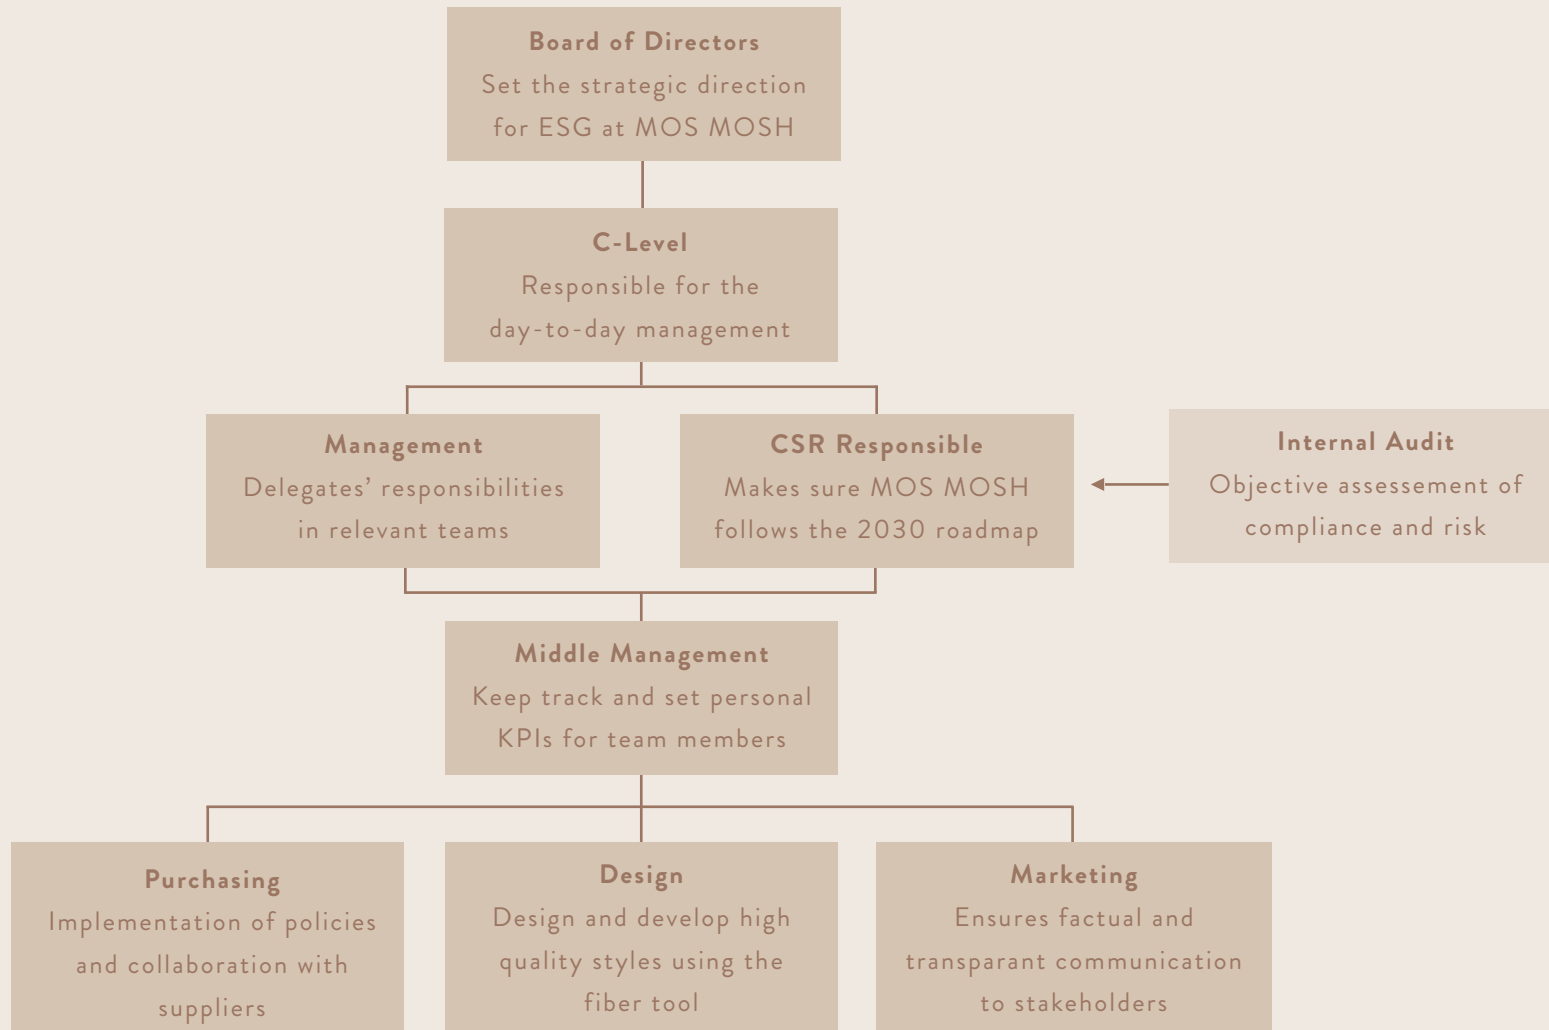 Board of Directors
Set the strategic direction
for ESG at MOS MOSH
C-Level
Responsible for the
day-to-day management
Management
Delegates’ responsibilities
in relevant teams
CSR Responsible
Makes sure MOS MOSH
follows the 2030 roadmap
Internal Audit
Objective assessement of
compliance and risk
Middle Management
Keep track and set personal
KPIs for team members
Purchasing
Implementation of policies
and collaboration with
suppliers
Design
Design and develop high
quality styles using the
fiber tool
Marketing
Ensures factual and
transparant communication
to stakeholders